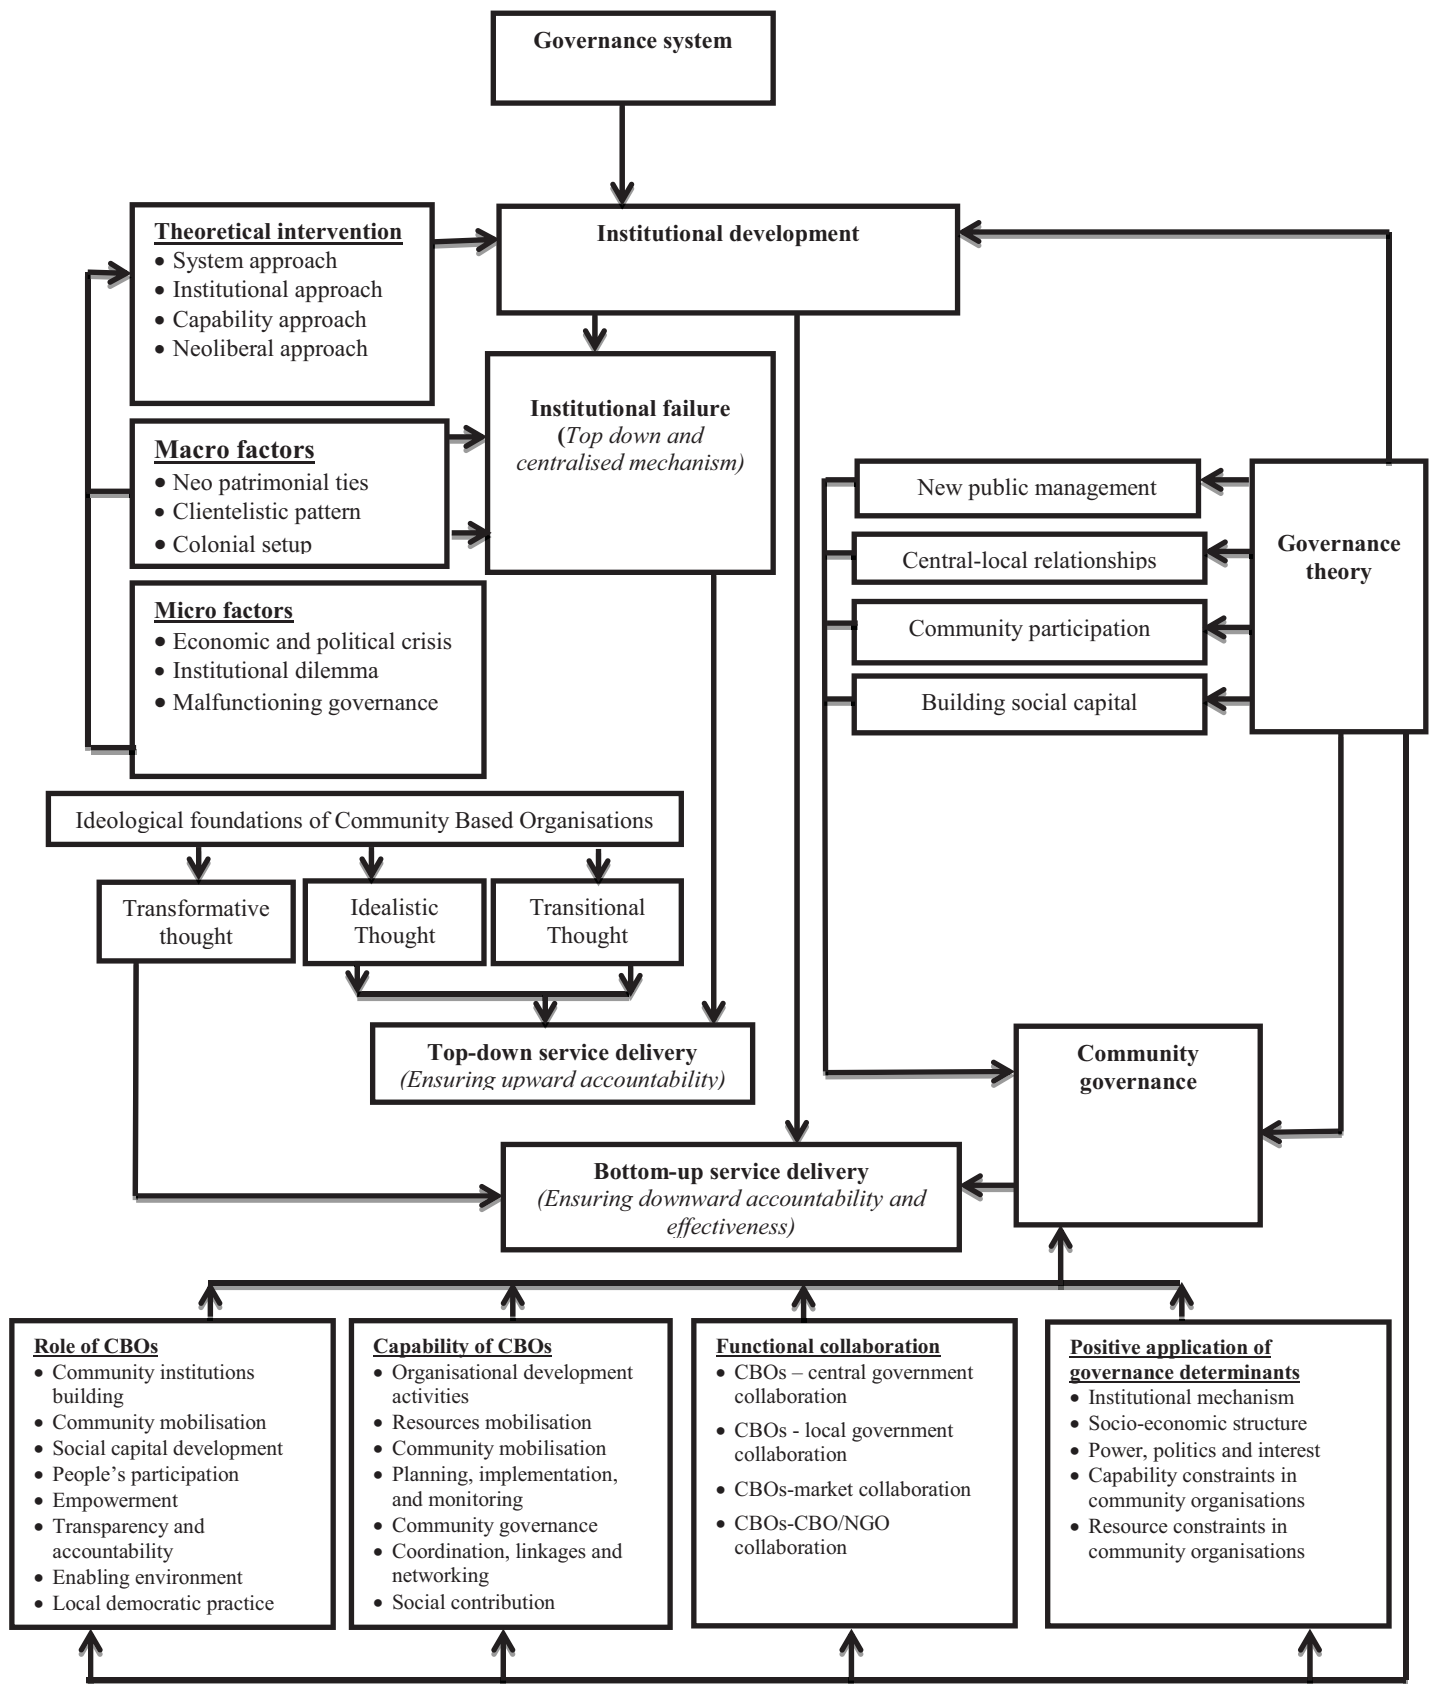 Governance system
Theoretical intervention
• System approach
• Institutional approach
• Capability approach
• Neoliberal approach
Institutional development
Institutional failure
(Top down and
centralised mechanism)
Macro factors
• Neo patrimonial ties
• Clientelistic pattern
• Colonial setup
New public management
Central-local relationships
Community participation
Building social capital
Governance
theory
Micro factors
• Economic and political crisis
• Institutional dilemma
• Malfunctioning governance
Ideological foundations of Community Based Organisations
Transformative
thought
Idealistic
Thought
Transitional
Thought
Top-down service delivery
(Ensuring upward accountability)
Community
governance
Bottom-up service delivery
(Ensuring downward accountability and
effectiveness)
Role of CBOs
• Community institutions
building
• Community mobilisation
• Social capital development
• People's participation
• Empowerment
• Transparency and
accountability
• Enabling environment
• Local democratic practice
Capability of CBOs
• Organisational development
activities
• Resources mobilisation
• Community mobilisation
• Planning, implementation,
and monitoring
• Community governance
• Coordination, linkages and
networking
• Social contribution
Functional collaboration
• CBOs – central government
collaboration
• CBOs - local government
collaboration
• CBOs-market collaboration
• CBOs-CBO/NGO
collaboration
Positive application of
governance determinants
• Institutional mechanism
• Socio-economic structure
• Power, politics and interest
• Capability constraints in
community organisations
• Resource constraints in
community organisations